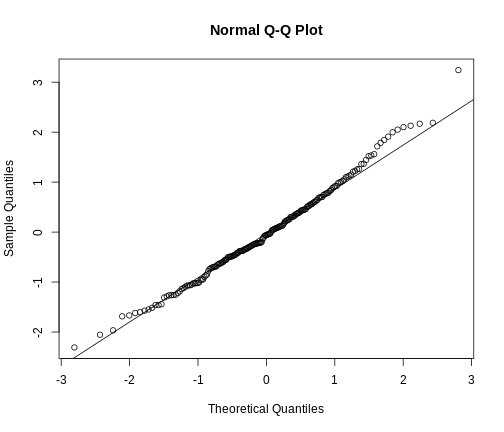 Normal Q-Q Plot
3
2
1
0
-1
-2
Sample Quantiles
-3 -2 -1 0 1 2 3
Theoretical Quantiles